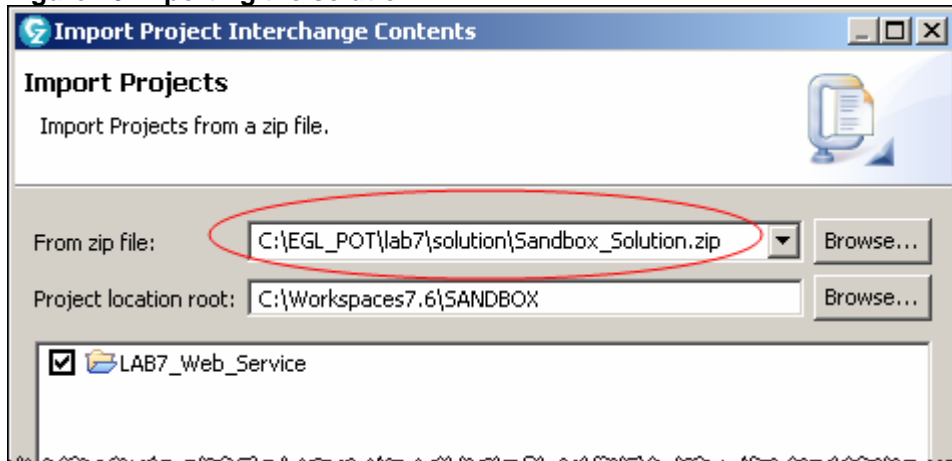 Import Project Interchange Contents
Import Projects
Import Projects from a zip file.
From zip file: C:\EGL_POT\lab7\solution\Sandbox_Solution.zip Browse...
Project location root: C:\Workspaces7.6\SANDBOX Browse...
LAB7_Web_Service